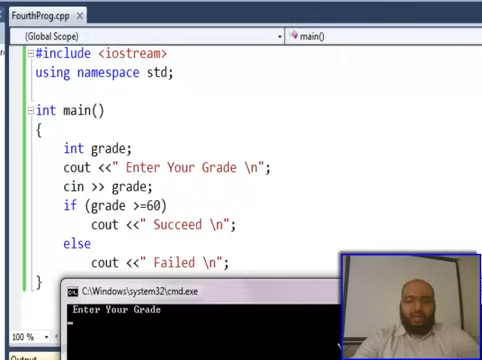 FourthProg.cpp
(Global Scope)
main()
#include <iostream>
using namespace std;
int main()
{
int grade;
cout <<" Enter Your Grade \n";
cin >> grade;
if (grade >=60)
cout <<" Succeed \n";
else
cout <<" Failed \n";
}
C:\Windows\system32\cmd.exe
Enter Your Grade
100 %
Output